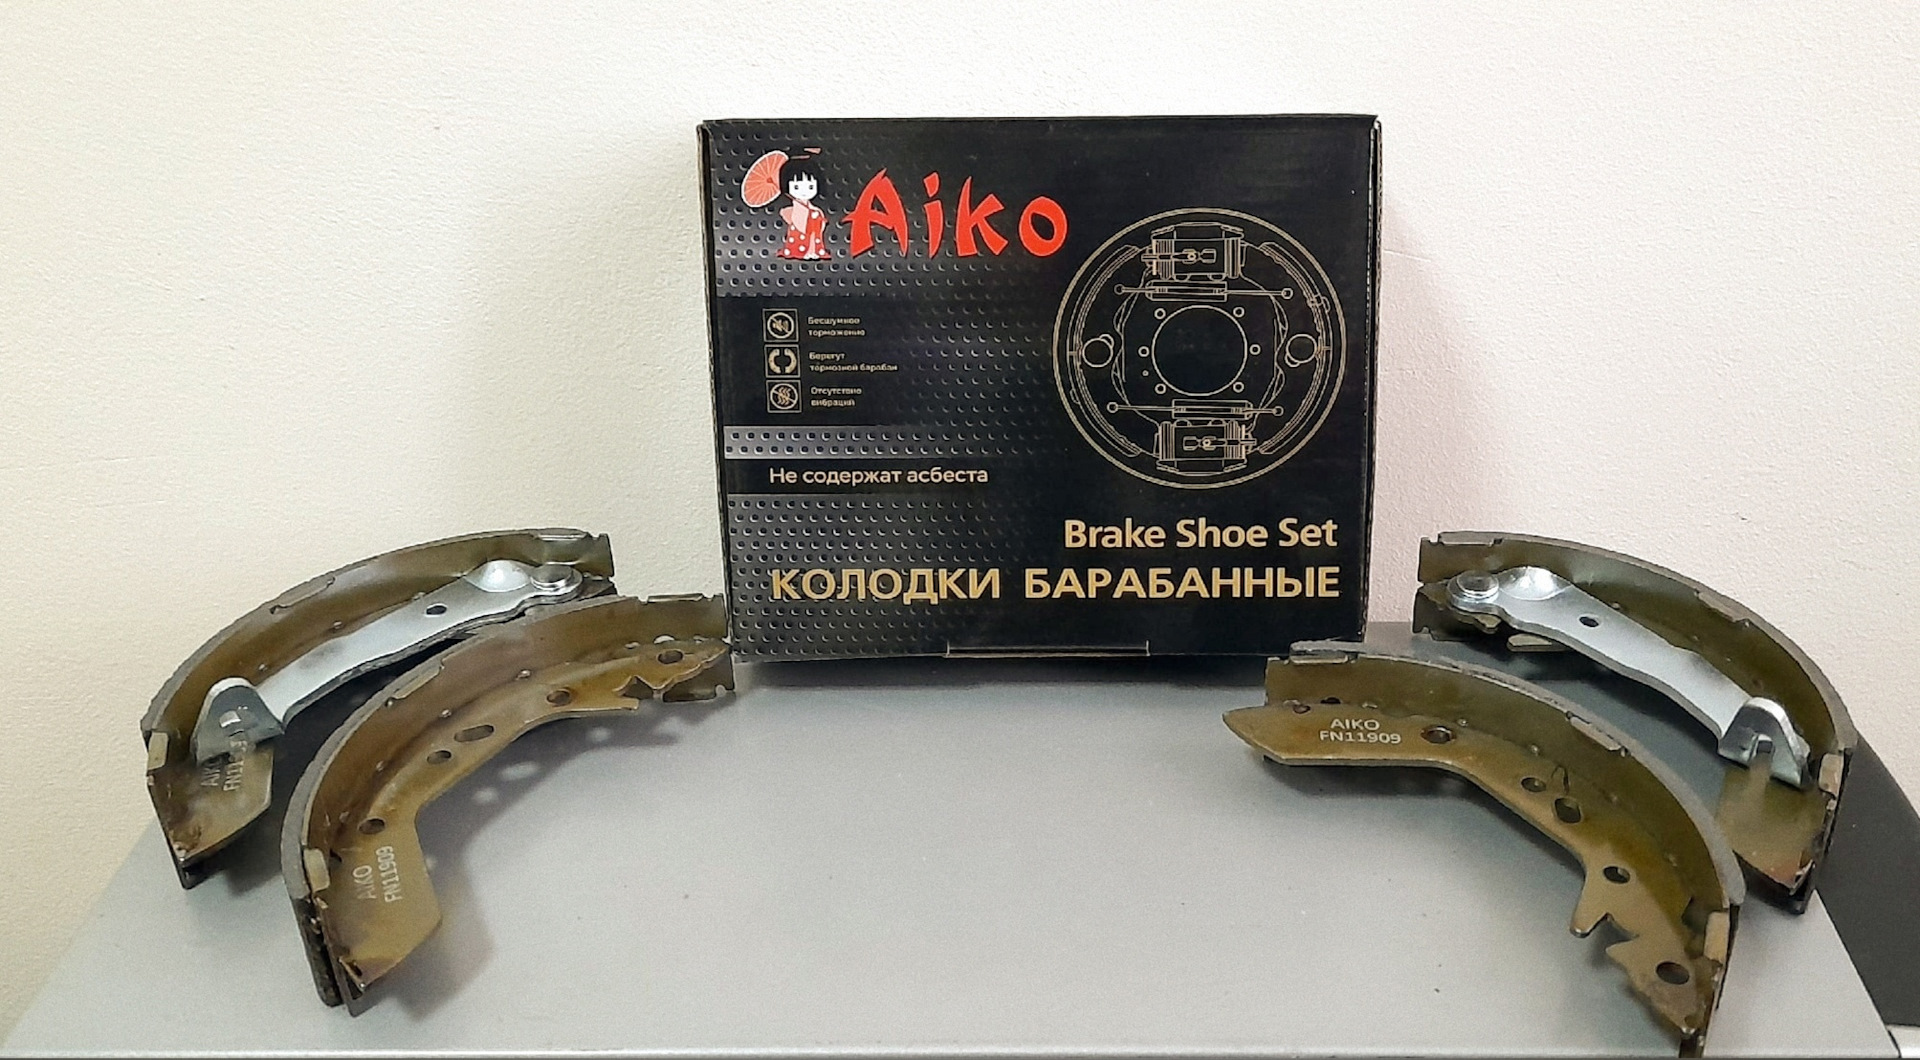 Aiko
Бесшумное
торможение
Берегут
тормозной барабан
Отсутствие
вибраций
Не содержат асбеста
Brake Shoe Set
КОЛОДКИ БАРАБАННЫЕ
AIKO
FN11909
AIKO
FN11909